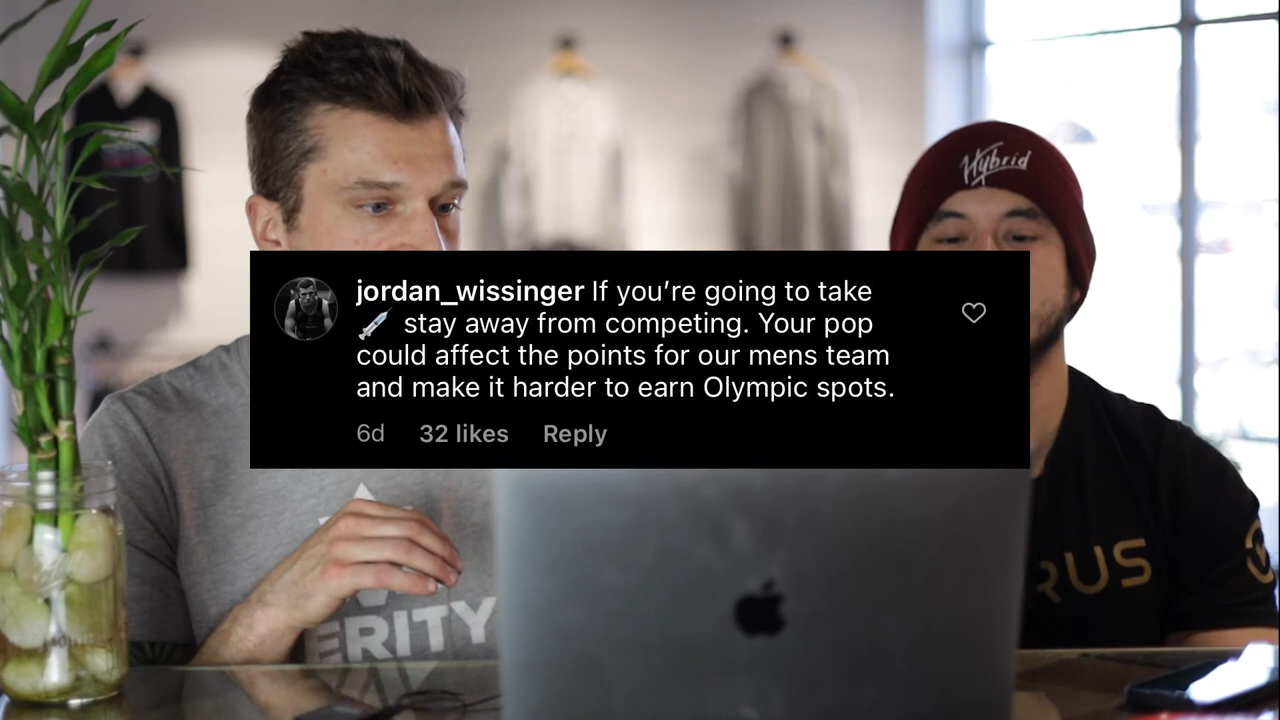 Hybrid
jordan_wissinger If you’re going to take
💉 stay away from competing. Your pop
could affect the points for our mens team
and make it harder to earn Olympic spots.
6d 32 likes Reply
ERITY
RUS